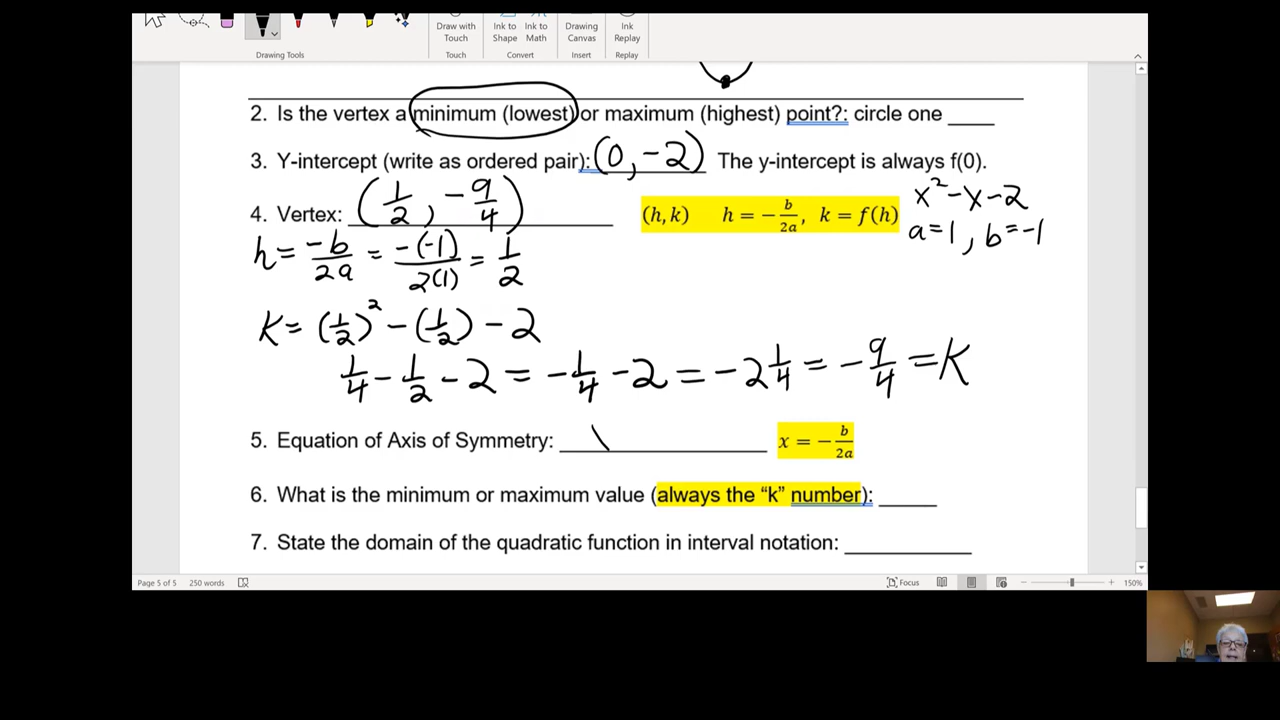 Draw with Touch
Ink to Shape
Ink to Math
Drawing Canvas
Ink Replay
Drawing Tools
Touch
Convert
Insert
Replay
2. Is the vertex a minimum (lowest) or maximum (highest) point?: circle one ____
3. Y-intercept (write as ordered pair): (0, -2) The y-intercept is always f(0).
4. Vertex: (1/2, -9/4) (h, k) h = -b/2a, k = f(h) x² - x - 2
a=1, b=-1
h = -b/2a = -(-1)/2(1) = 1/2
K = (1/2)² - (1/2) - 2
1/4 - 1/2 - 2 = -1/4 - 2 = -2 1/4 = -9/4 = K
5. Equation of Axis of Symmetry: ____ x = -b/2a
6. What is the minimum or maximum value (always the “k” number): ____
7. State the domain of the quadratic function in interval notation: ____
Page 5 of 5 250 words Focus 150%